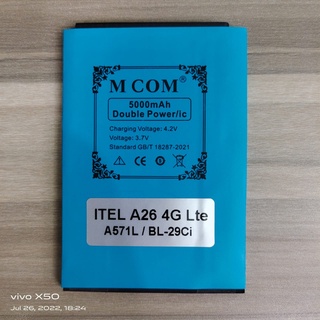 M COM®
5000mAh
Double Power/ic
Charging Voltage: 4.2V
Voltage: 3.7V
Standard GB/T 18287-2021
ITEL A26 4G Lte
A571L / BL-29Ci
vivo X50
Jul 26, 2022, 18:24